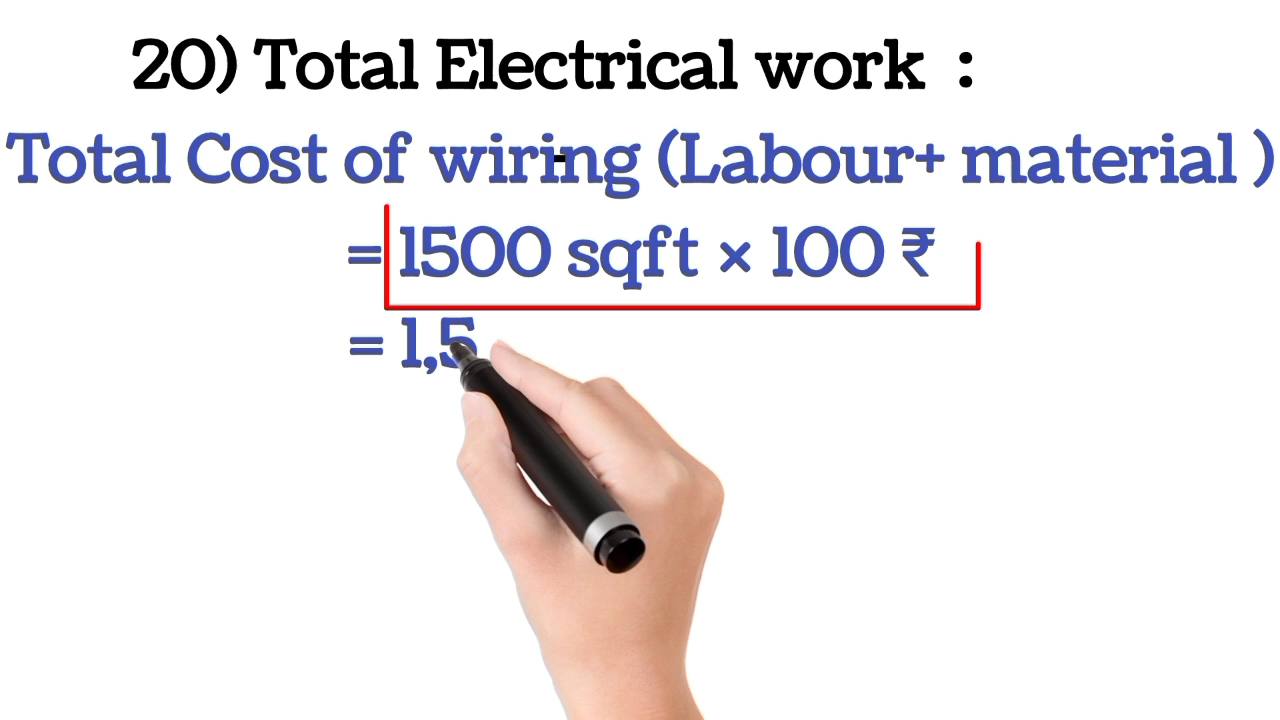 20) Total Electrical work :
Total Cost of wiring (Labour+ material )
= 1500 sqft × 100 ₹
= 1,5